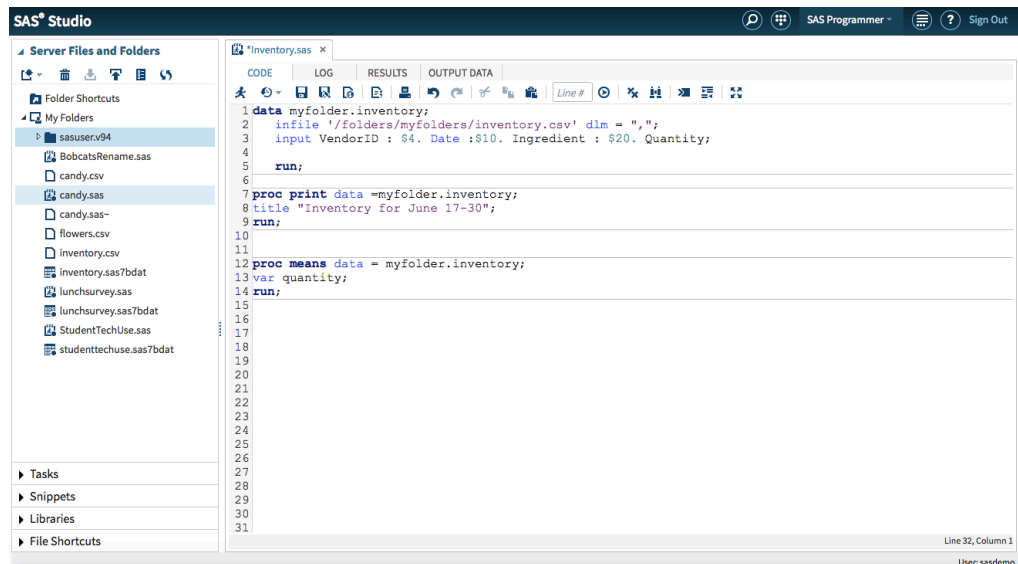 SAS® Studio
SAS Programmer
Sign Out
Server Files and Folders
Folder Shortcuts
My Folders
sasuser.v94
BobcatsRename.sas
candy.csv
candy.sas
candy.sas~
flowers.csv
inventory.csv
inventory.sas7bdat
lunchsurvey.sas
lunchsurvey.sas7bdat
StudentTechUse.sas
studenttechuse.sas7bdat
Tasks
Snippets
Libraries
File Shortcuts
*Inventory.sas ×
CODE LOG RESULTS OUTPUT DATA
Line #
1 data myfolder.inventory;
2 infile '/folders/myfolders/inventory.csv' dlm = ",";
3 input VendorID : $4. Date :$10. Ingredient : $20. Quantity;
4
5 run;
6
7 proc print data =myfolder.inventory;
8 title "Inventory for June 17-30";
9 run;
10
11
12 proc means data = myfolder.inventory;
13 var quantity;
14 run;
15
16
17
18
19
20
21
22
23
24
25
26
27
28
29
30
31
Line 32, Column 1
User: sasdemo